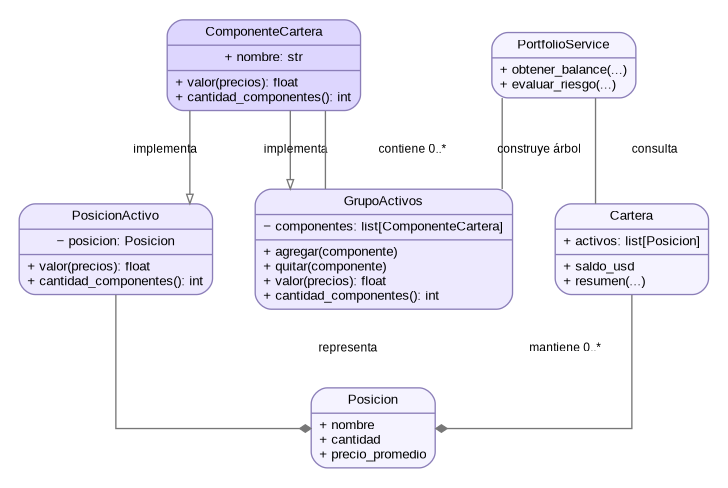 ComponenteCartera
+ nombre: str
+ valor(precios): float
+ cantidad_componentes(): int
PortfolioService
+ obtener_balance(...)
+ evaluar_riesgo(...)
implementa
implementa
contiene 0..*
construye árbol
consulta
PosicionActivo
− posicion: Posicion
+ valor(precios): float
+ cantidad_componentes(): int
GrupoActivos
− componentes: list[ComponenteCartera]
+ agregar(componente)
+ quitar(componente)
+ valor(precios): float
+ cantidad_componentes(): int
Cartera
+ activos: list[Posicion]
+ saldo_usd
+ resumen(...)
representa
mantiene 0..*
Posicion
+ nombre
+ cantidad
+ precio_promedio